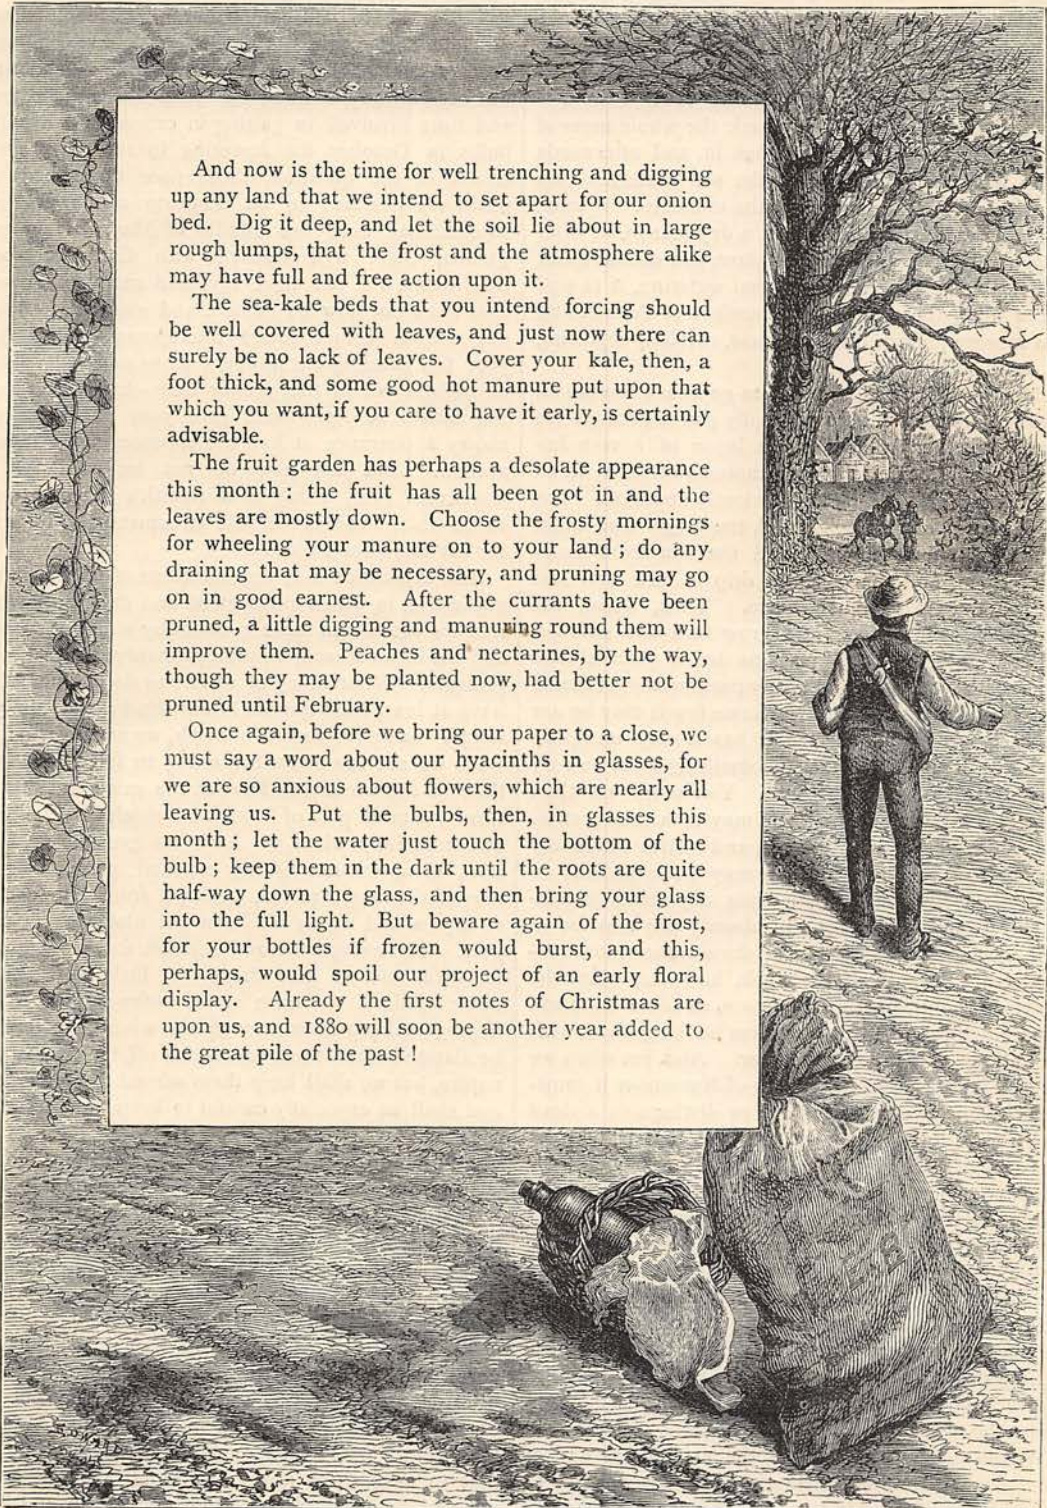 And now is the time for well trenching and digging
up any land that we intend to set apart for our onion
bed. Dig it deep, and let the soil lie about in large
rough lumps, that the frost and the atmosphere alike
may have full and free action upon it.
The sea-kale beds that you intend forcing should
be well covered with leaves, and just now there can
surely be no lack of leaves. Cover your kale, then, a
foot thick, and some good hot manure put upon that
which you want, if you care to have it early, is certainly
advisable.
The fruit garden has perhaps a desolate appearance
this month : the fruit has all been got in and the
leaves are mostly down. Choose the frosty mornings
for wheeling your manure on to your land ; do any
draining that may be necessary, and pruning may go
on in good earnest. After the currants have been
pruned, a little digging and manuring round them will
improve them. Peaches and nectarines, by the way,
though they may be planted now, had better not be
pruned until February.
Once again, before we bring our paper to a close, we
must say a word about our hyacinths in glasses, for
we are so anxious about flowers, which are nearly all
leaving us. Put the bulbs, then, in glasses this
month ; let the water just touch the bottom of the
bulb ; keep them in the dark until the roots are quite
half-way down the glass, and then bring your glass
into the full light. But beware again of the frost,
for your bottles if frozen would burst, and this,
perhaps, would spoil our project of an early floral
display. Already the first notes of Christmas are
upon us, and 1880 will soon be another year added to
the great pile of the past !